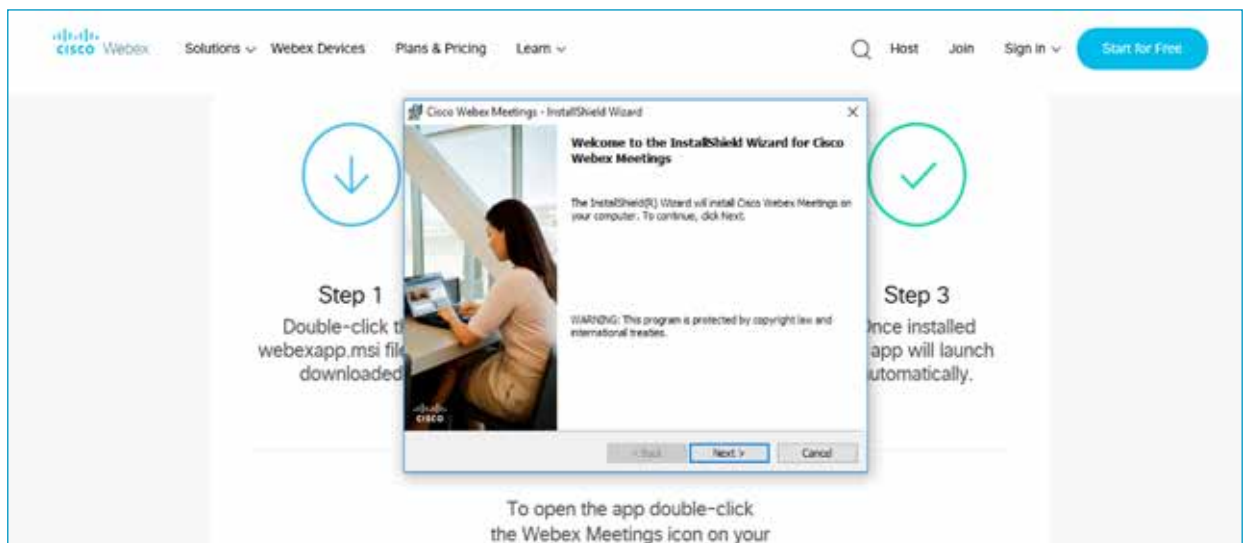 CISCO Webex Solutions Webex Devices Plans & Pricing Learn Host Join Sign in Start for Free
Cisco Webex Meetings - InstallShield Wizard
Welcome to the InstallShield Wizard for Cisco
Webex Meetings
The InstallShield(R) Wizard will install Cisco Webex Meetings on
your computer. To continue, click Next.
WARNING: This program is protected by copyright law and
international treaties.
CISCO
< Back Next > Cancel
Step 1
Double-click t
webexapp.msi file
downloaded
Step 3
Once installed
app will launch
utomatically.
To open the app double-click
the Webex Meetings icon on your